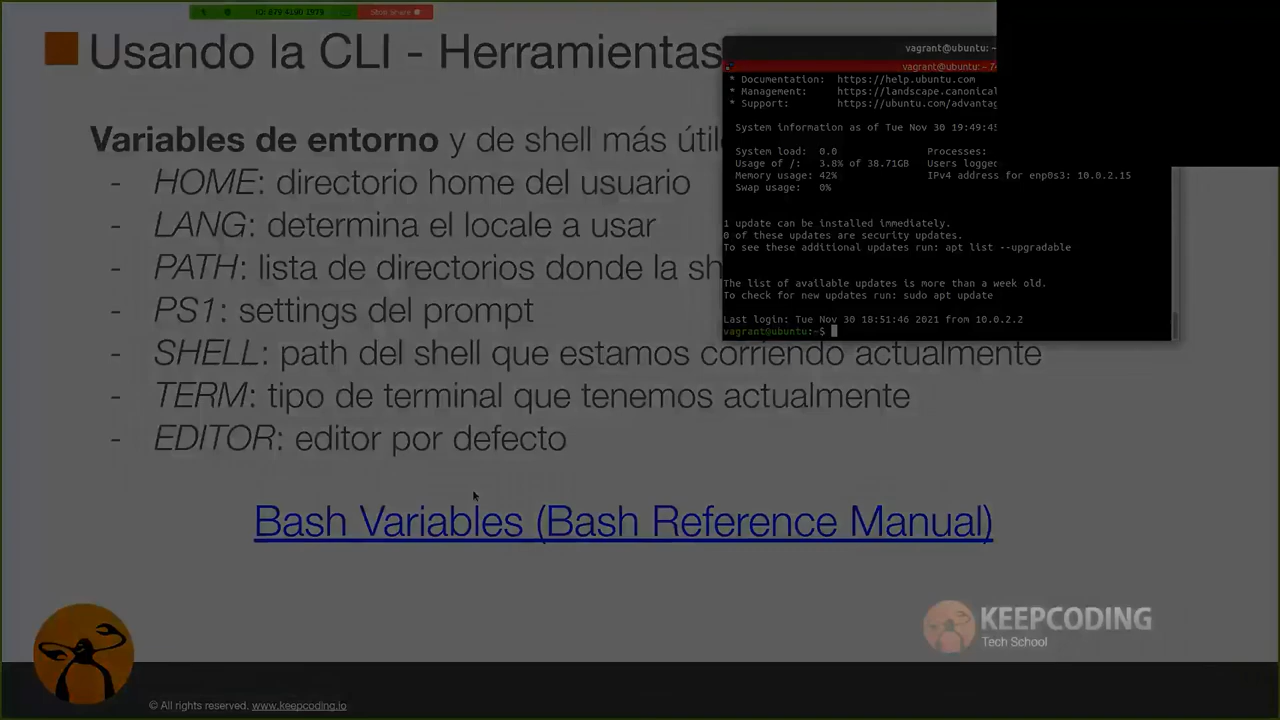 ID: 879 4190 1979
Stop Share
Usando la CLI - Herramientas
Variables de entorno y de shell más útil
- HOME: directorio home del usuario
- LANG: determina el locale a usar
- PATH: lista de directorios donde la sh
- PS1: settings del prompt
- SHELL: path del shell que estamos corriendo actualmente
- TERM: tipo de terminal que tenemos actualmente
- EDITOR: editor por defecto
Bash Variables (Bash Reference Manual)
vagrant@ubuntu: ~
vagrant@ubuntu: ~
* Documentation: https://help.ubuntu.com
* Management: https://landscape.canonical
* Support: https://ubuntu.com/advantag
System information as of Tue Nov 30 19:49:45
System load: 0.0 Processes:
Usage of /: 3.8% of 38.71GB Users logged
Memory usage: 42% IPv4 address for enp0s3: 10.0.2.15
Swap usage: 0%
1 update can be installed immediately.
0 of these updates are security updates.
To see these additional updates run: apt list --upgradable
The list of available updates is more than a week old.
To check for new updates run: sudo apt update
Last login: Tue Nov 30 18:51:46 2021 from 10.0.2.2
vagrant@ubuntu:~$
KEEPCODING
Tech School
© All rights reserved. www.keepcoding.io